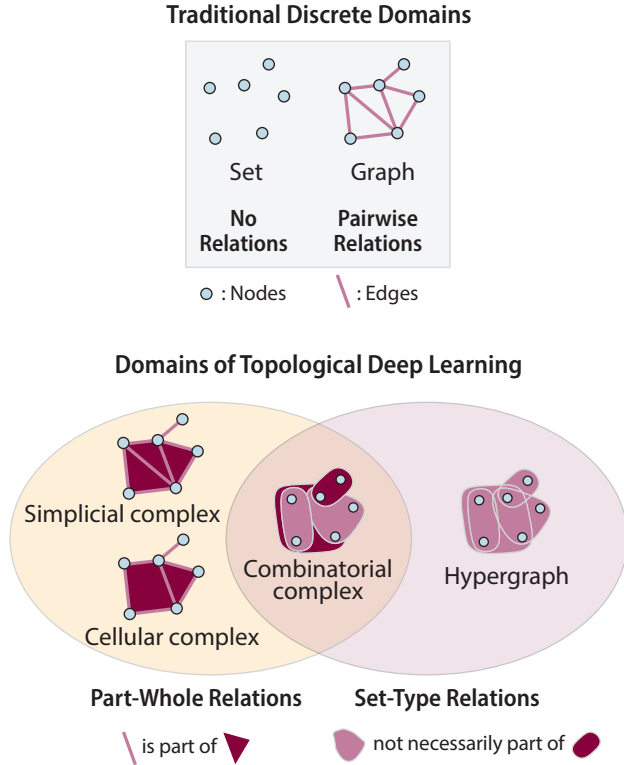 Traditional Discrete Domains
Set
Graph
No
Relations
Pairwise
Relations
: Nodes
: Edges
Domains of Topological Deep Learning
Simplicial complex
Cellular complex
Combinatorial
complex
Hypergraph
Part-Whole Relations
Set-Type Relations
is part of
not necessarily part of